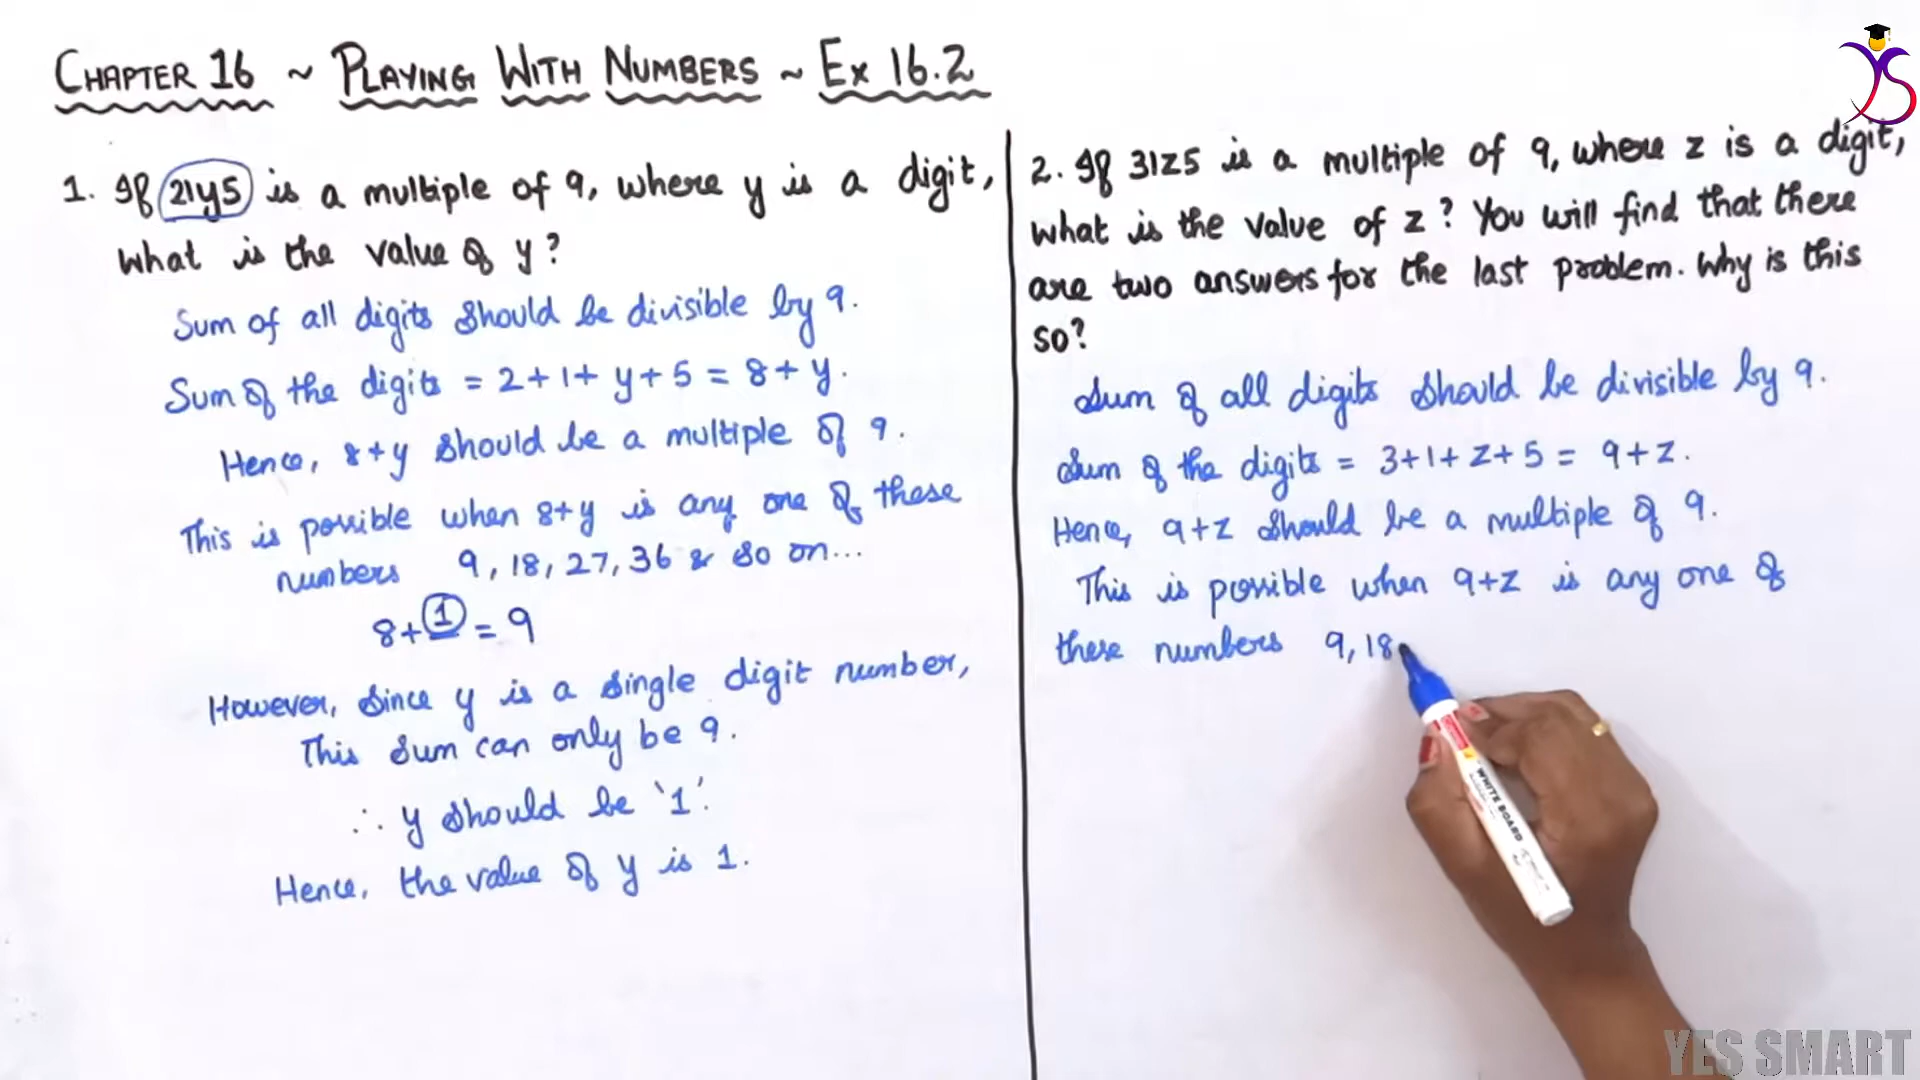 CHAPTER 16 ~ PLAYING WITH NUMBERS ~ EX 16.2
1. If 21y5 is a multiple of 9, where y is a digit,
what is the value of y?
Sum of all digits should be divisible by 9.
Sum of the digits = 2+1+y+5 = 8+y.
Hence, 8+y should be a multiple of 9.
This is possible when 8+y is any one of these
numbers 9, 18, 27, 36 & so on...
8+1=9
However, since y is a single digit number,
This sum can only be 9.
∴ y should be '1'.
Hence, the value of y is 1.
2. If 31z5 is a multiple of 9, where z is a digit,
what is the value of z? You will find that there
are two answers for the last problem. Why is this
so?
Sum of all digits should be divisible by 9.
Sum of the digits = 3+1+z+5 = 9+z.
Hence, 9+z should be a multiple of 9.
This is possible when 9+z is any one of
these numbers 9, 18
WHITE BOARD
YS
YES SMART